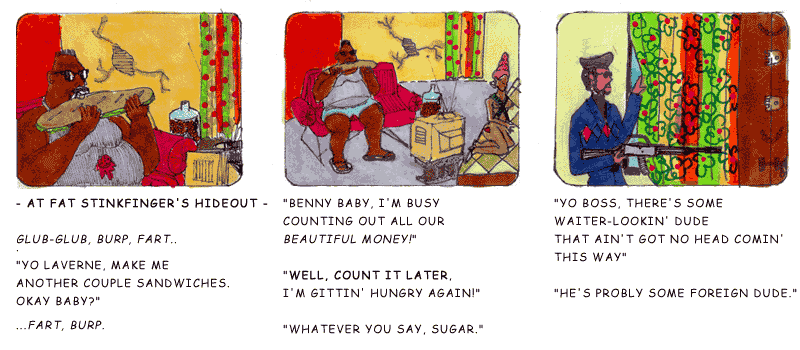 - AT FAT STINKFINGER'S HIDEOUT -
GLUB-GLUB, BURP, FART..
.
"YO LAVERNE, MAKE ME
ANOTHER COUPLE SANDWICHES.
OKAY BABY?"
...FART, BURP.
"BENNY BABY, I'M BUSY
COUNTING OUT ALL OUR
BEAUTIFUL MONEY!"
"WELL, COUNT IT LATER,
I'M GITTIN' HUNGRY AGAIN!"
"WHATEVER YOU SAY, SUGAR."
"YO BOSS, THERE'S SOME
WAITER-LOOKIN' DUDE
THAT AIN'T GOT NO HEAD COMIN'
THIS WAY"
"HE'S PROBLY SOME FOREIGN DUDE."